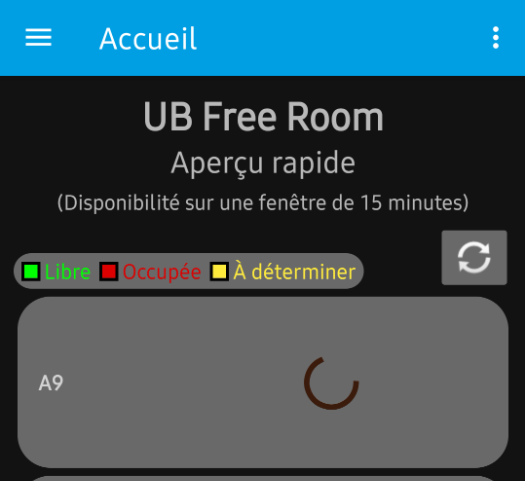 Accueil
UB Free Room
Aperçu rapide
(Disponibilité sur une fenêtre de 15 minutes)
Libre Occupée À déterminer
A9